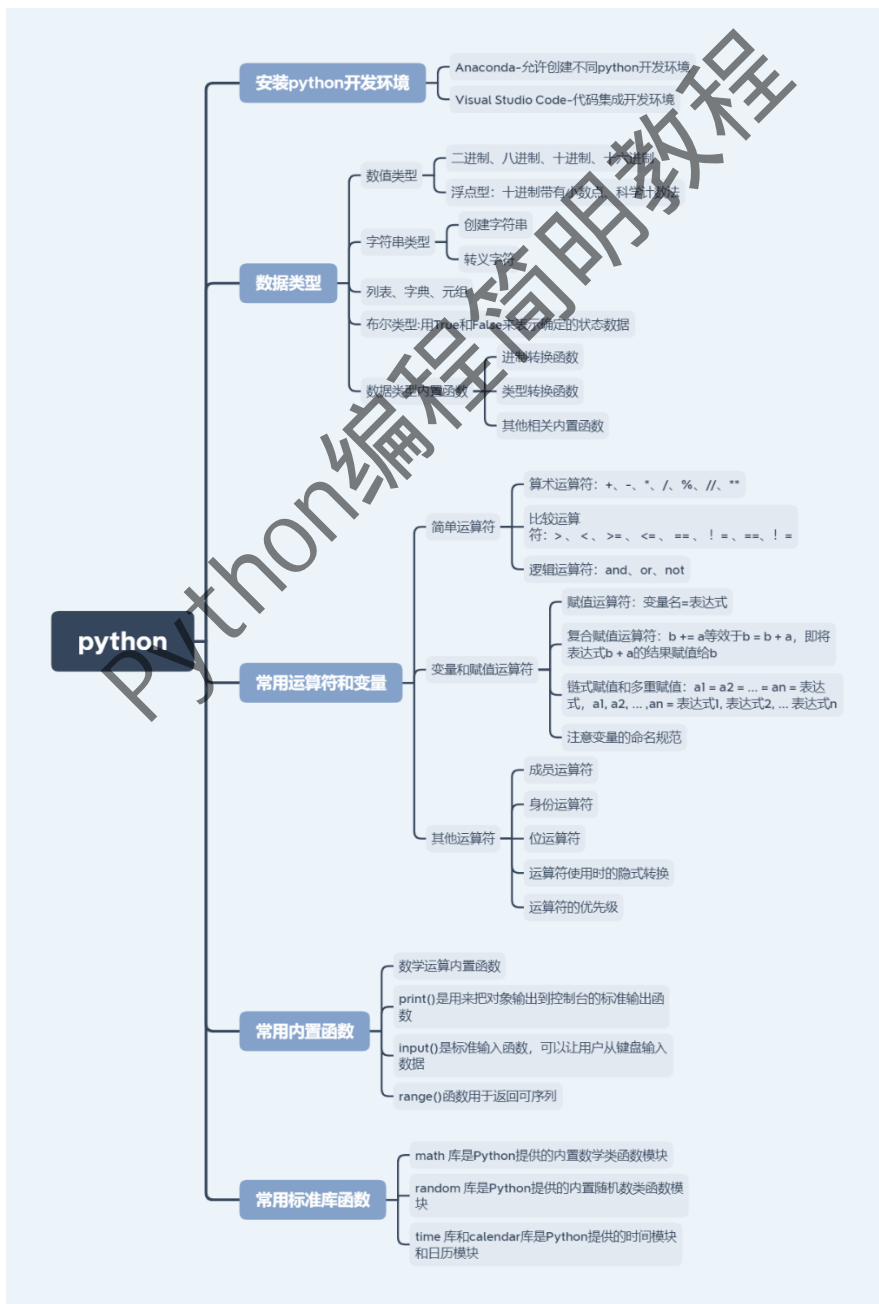 安装python开发环境
Anaconda-允许创建不同python开发环境
Visual Studio Code-代码集成开发环境
数据类型
数值类型
二进制、八进制、十进制、十六进制
浮点型：十进制带有小数点、科学计数法
字符串类型
创建字符串
转义字符
列表、字典、元组
布尔类型:用True和False来表示确定的状态数据
数据类型内置函数
进制转换函数
类型转换函数
其他相关内置函数
python
常用运算符和变量
简单运算符
算术运算符：+、-、*、/、%、//、**
比较运算
符：> 、 < 、 >= 、 <= 、 == 、 ！= 、==、！=
逻辑运算符：and、or、not
变量和赋值运算符
赋值运算符：变量名=表达式
复合赋值运算符：b += a等效于b = b + a，即将
表达式b + a的结果赋值给b
链式赋值和多重赋值：a1 = a2 = ... = an = 表达
式，a1, a2, ... ,an = 表达式1, 表达式2, ... 表达式n
注意变量的命名规范
其他运算符
成员运算符
身份运算符
位运算符
运算符使用时的隐式转换
运算符的优先级
常用内置函数
数学运算内置函数
print()是用来把对象输出到控制台的标准输出函
数
input()是标准输入函数，可以让用户从键盘输入
数据
range()函数用于返回可序列
常用标准库函数
math 库是Python提供的内置数学类函数模块
random 库是Python提供的内置随机数类函数模
块
time 库和calendar库是Python提供的时间模块
和日历模块
Python编程简明教程